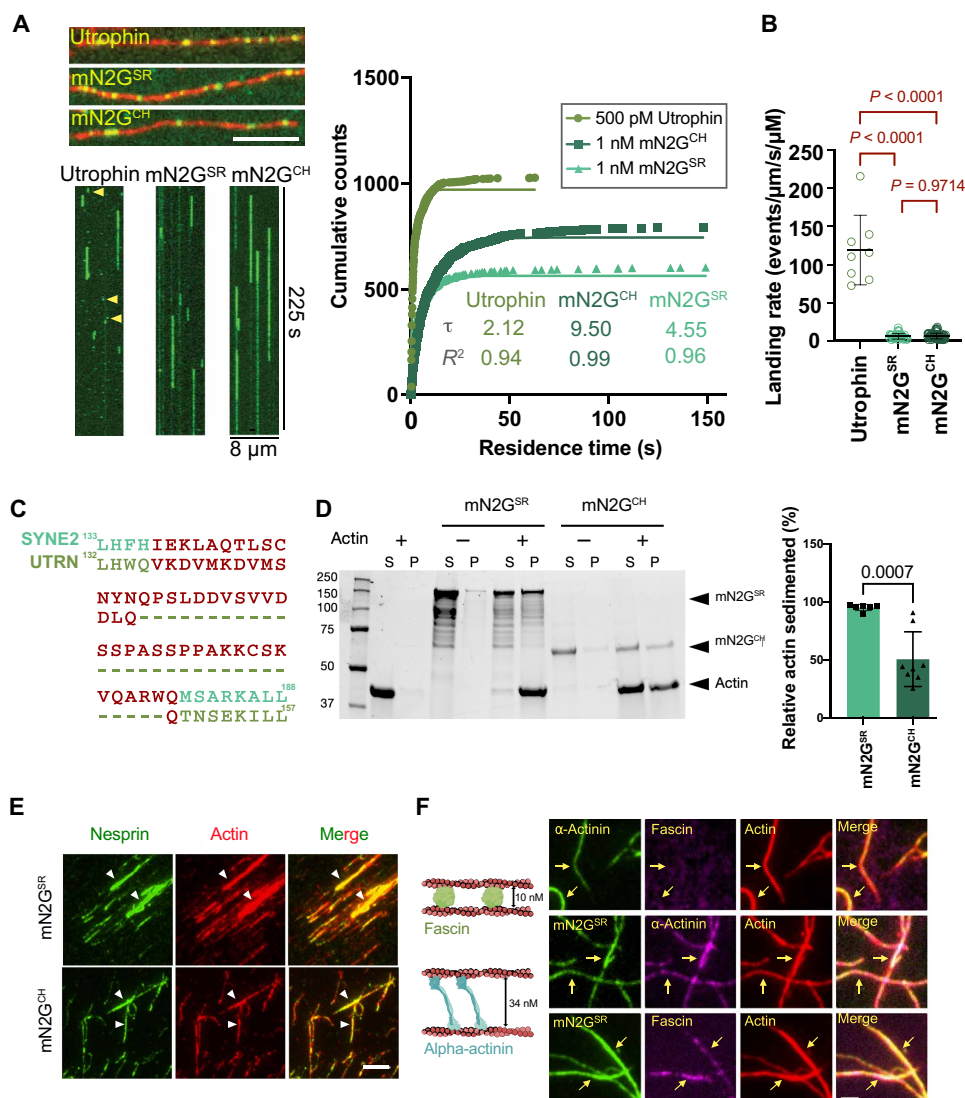 A
Utrophin
mN2G^SR
mN2G^CH
Utrophin mN2G^SR mN2G^CH
225 s
8 µm
Cumulative counts
1500
1000
500
0
500 pM Utrophin
1 nM mN2G^CH
1 nM mN2G^SR
Utrophin mN2G^CH mN2G^SR
τ 2.12 9.50 4.55
R² 0.94 0.99 0.96
0 50 100 150
Residence time (s)
B
P < 0.0001
P < 0.0001
P = 0.9714
Landing rate (events/µm/s/µM)
250
200
150
100
50
0
Utrophin
mN2G^SR
mN2G^CH
C
SYNE2 133 LHFHIEKLAQTLSC
UTRN 132 LHWQVKDVMKDVMS
NYNQPSLDDVSVVD
DLQ-----------
SSPASSPPAKKCSK
--------------
VQARWQMSARKALL 188
------QTNSEKILL 157
D
mN2G^SR mN2G^CH
Actin + − + − +
S P S P S P S P S P
250
150
100
75
50
37
mN2G^SR
mN2G^CH
Actin
Relative actin sedimented (%)
0.0007
100
50
0
mN2G^SR
mN2G^CH
E
Nesprin Actin Merge
mN2G^SR
mN2G^CH
F
10 nM
Fascin
34 nM
Alpha-actinin
α-Actinin Fascin Actin Merge
mN2G^SR α-Actinin Actin Merge
mN2G^SR Fascin Actin Merge